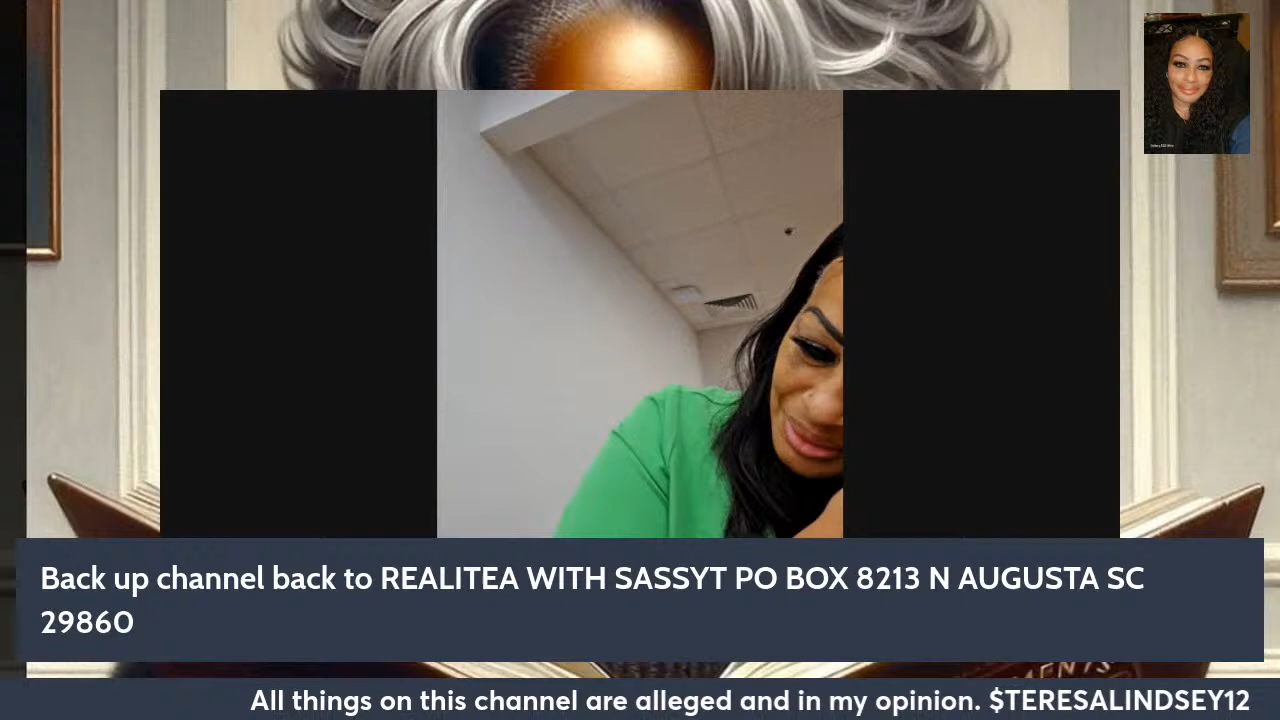 Back up channel back to REALITEA WITH SASSYT PO BOX 8213 N AUGUSTA SC
29860
All things on this channel are alleged and in my opinion. $TERESALINDSEY12